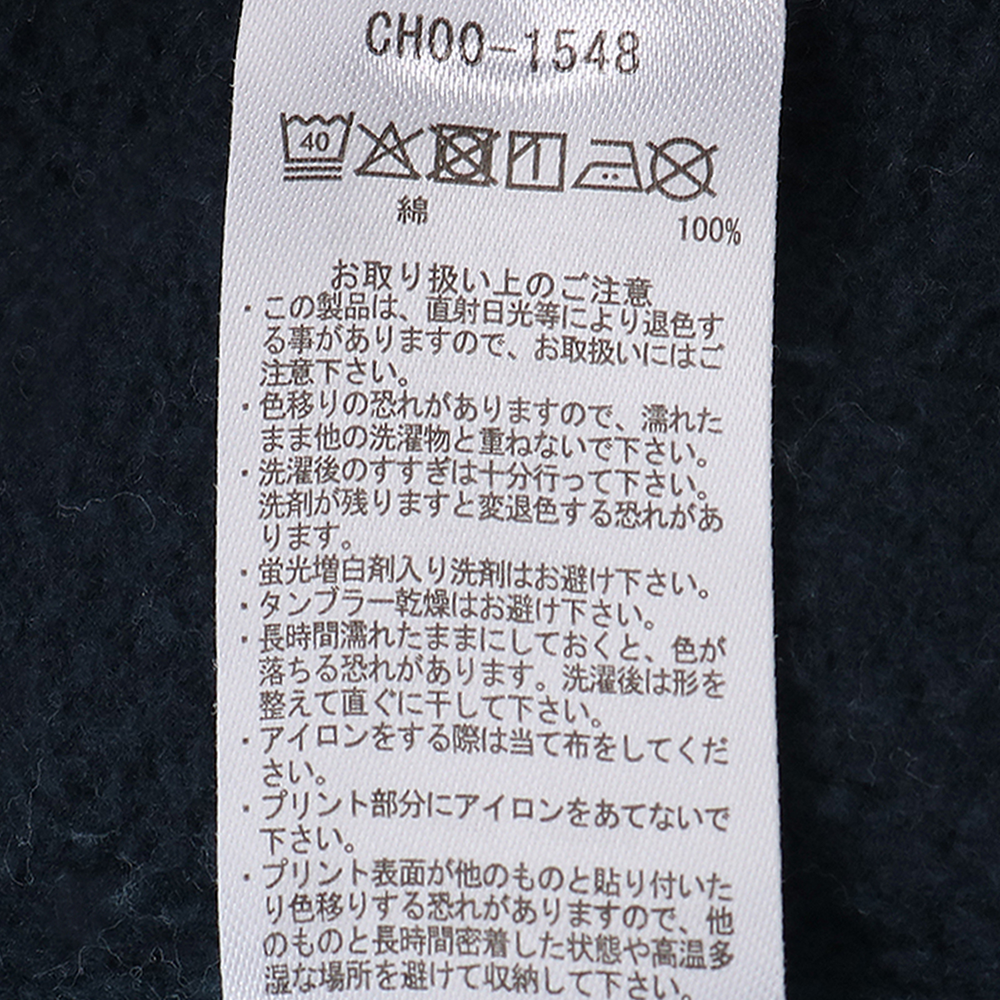 CH00-1548
40
綿 100%
お取り扱い上のご注意
・この製品は、直射日光等により退色す
る事がありますので、お取扱いにはご
注意下さい。
・色移りの恐れがありますので、濡れた
まま他の洗濯物と重ねないで下さい。
・洗濯後のすすぎは十分行って下さい。
洗剤が残りますと変退色する恐れがあ
ります。
・蛍光増白剤入り洗剤はお避け下さい。
・タンブラー乾燥はお避け下さい。
・長時間濡れたままにしておくと、色が
落ちる恐れがあります。洗濯後は形を
整えて直ぐに干して下さい。
・アイロンをする際は当て布をしてくだ
さい。
・プリント部分にアイロンをあてないで
下さい。
・プリント表面が他のものと貼り付いた
り色移りする恐れがありますので、他
のものと長時間密着した状態や高温多
湿な場所を避けて収納して下さい。